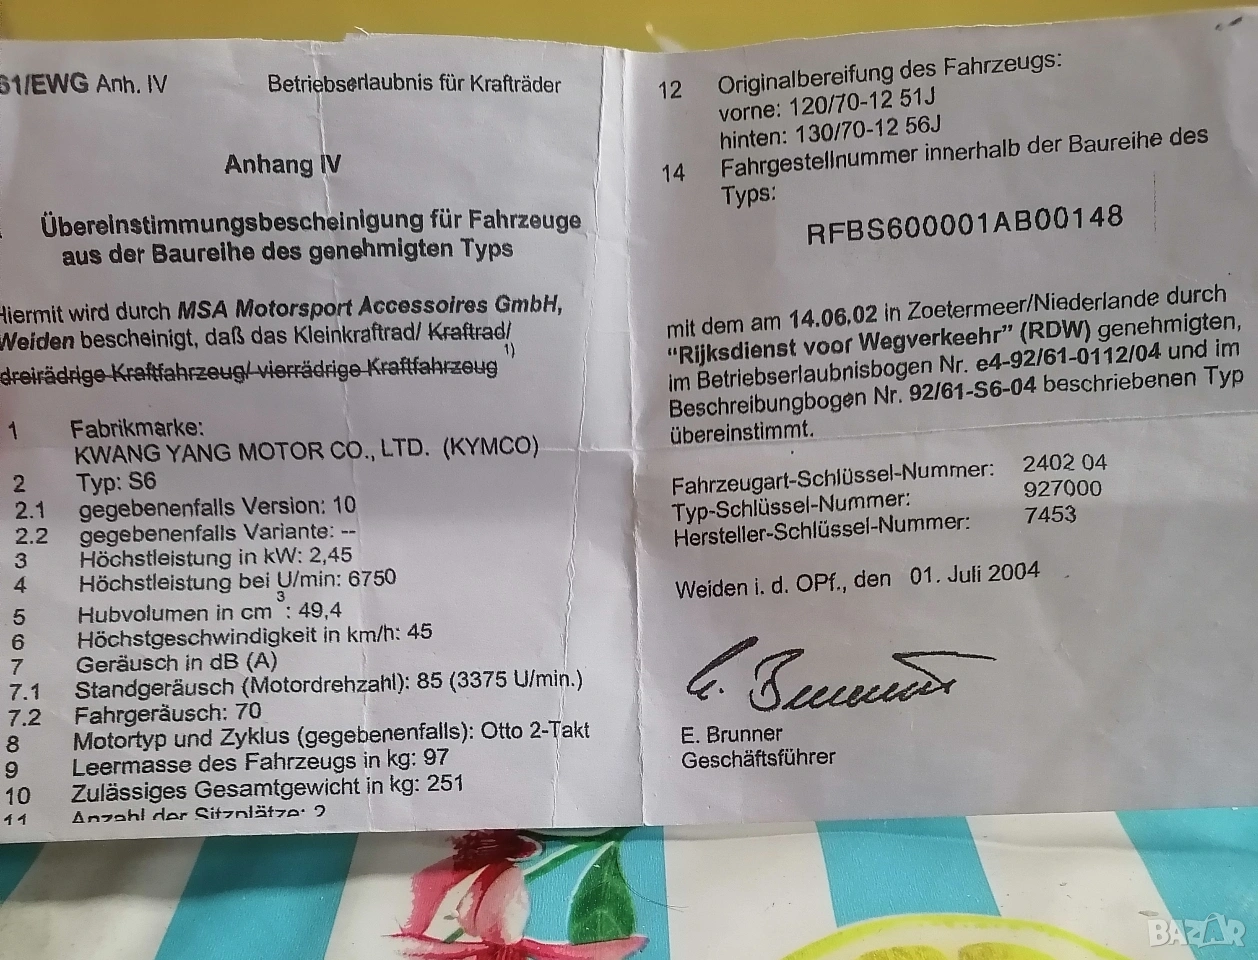 61/EWG Anh. IV
Betriebserlaubnis für Krafträder
Anhang IV
Übereinstimmungsbescheinigung für Fahrzeuge
aus der Baureihe des genehmigten Typs
Hiermit wird durch MSA Motorsport Accessoires GmbH,
Weiden bescheinigt, daß das Kleinkraftrad/ Kraftrad/
dreirädrige Kraftfahrzeug/ vierrädrige Kraftfahrzeug 1)
1 Fabrikmarke:
KWANG YANG MOTOR CO., LTD. (KYMCO)
2 Typ: S6
2.1 gegebenenfalls Version: 10
2.2 gegebenenfalls Variante: --
3 Höchstleistung in kW: 2,45
4 Höchstleistung bei U/min: 6750
5 Hubvolumen in cm3: 49,4
6 Höchstgeschwindigkeit in km/h: 45
7 Geräusch in dB (A)
7.1 Standgeräusch (Motordrehzahl): 85 (3375 U/min.)
7.2 Fahrgeräusch: 70
8 Motortyp und Zyklus (gegebenenfalls): Otto 2-Takt
9 Leermasse des Fahrzeugs in kg: 97
10 Zulässiges Gesamtgewicht in kg: 251
11 Anzahl der Sitzplätze: 2
12 Originalbereifung des Fahrzeugs:
vorne: 120/70-12 51J
hinten: 130/70-12 56J
14 Fahrgestellnummer innerhalb der Baureihe des
Typs:
RFBS600001AB00148
mit dem am 14.06.02 in Zoetermeer/Niederlande durch
“Rijksdienst voor Wegverkeehr” (RDW) genehmigten,
im Betriebserlaubnisbogen Nr. e4-92/61-0112/04 und im
Beschreibungbogen Nr. 92/61-S6-04 beschriebenen Typ
übereinstimmt.
Fahrzeugart-Schlüssel-Nummer: 2402 04
Typ-Schlüssel-Nummer: 927000
Hersteller-Schlüssel-Nummer: 7453
Weiden i. d. OPf., den 01. Juli 2004
E. Brunner
E. Brunner
Geschäftsführer
BAZAR